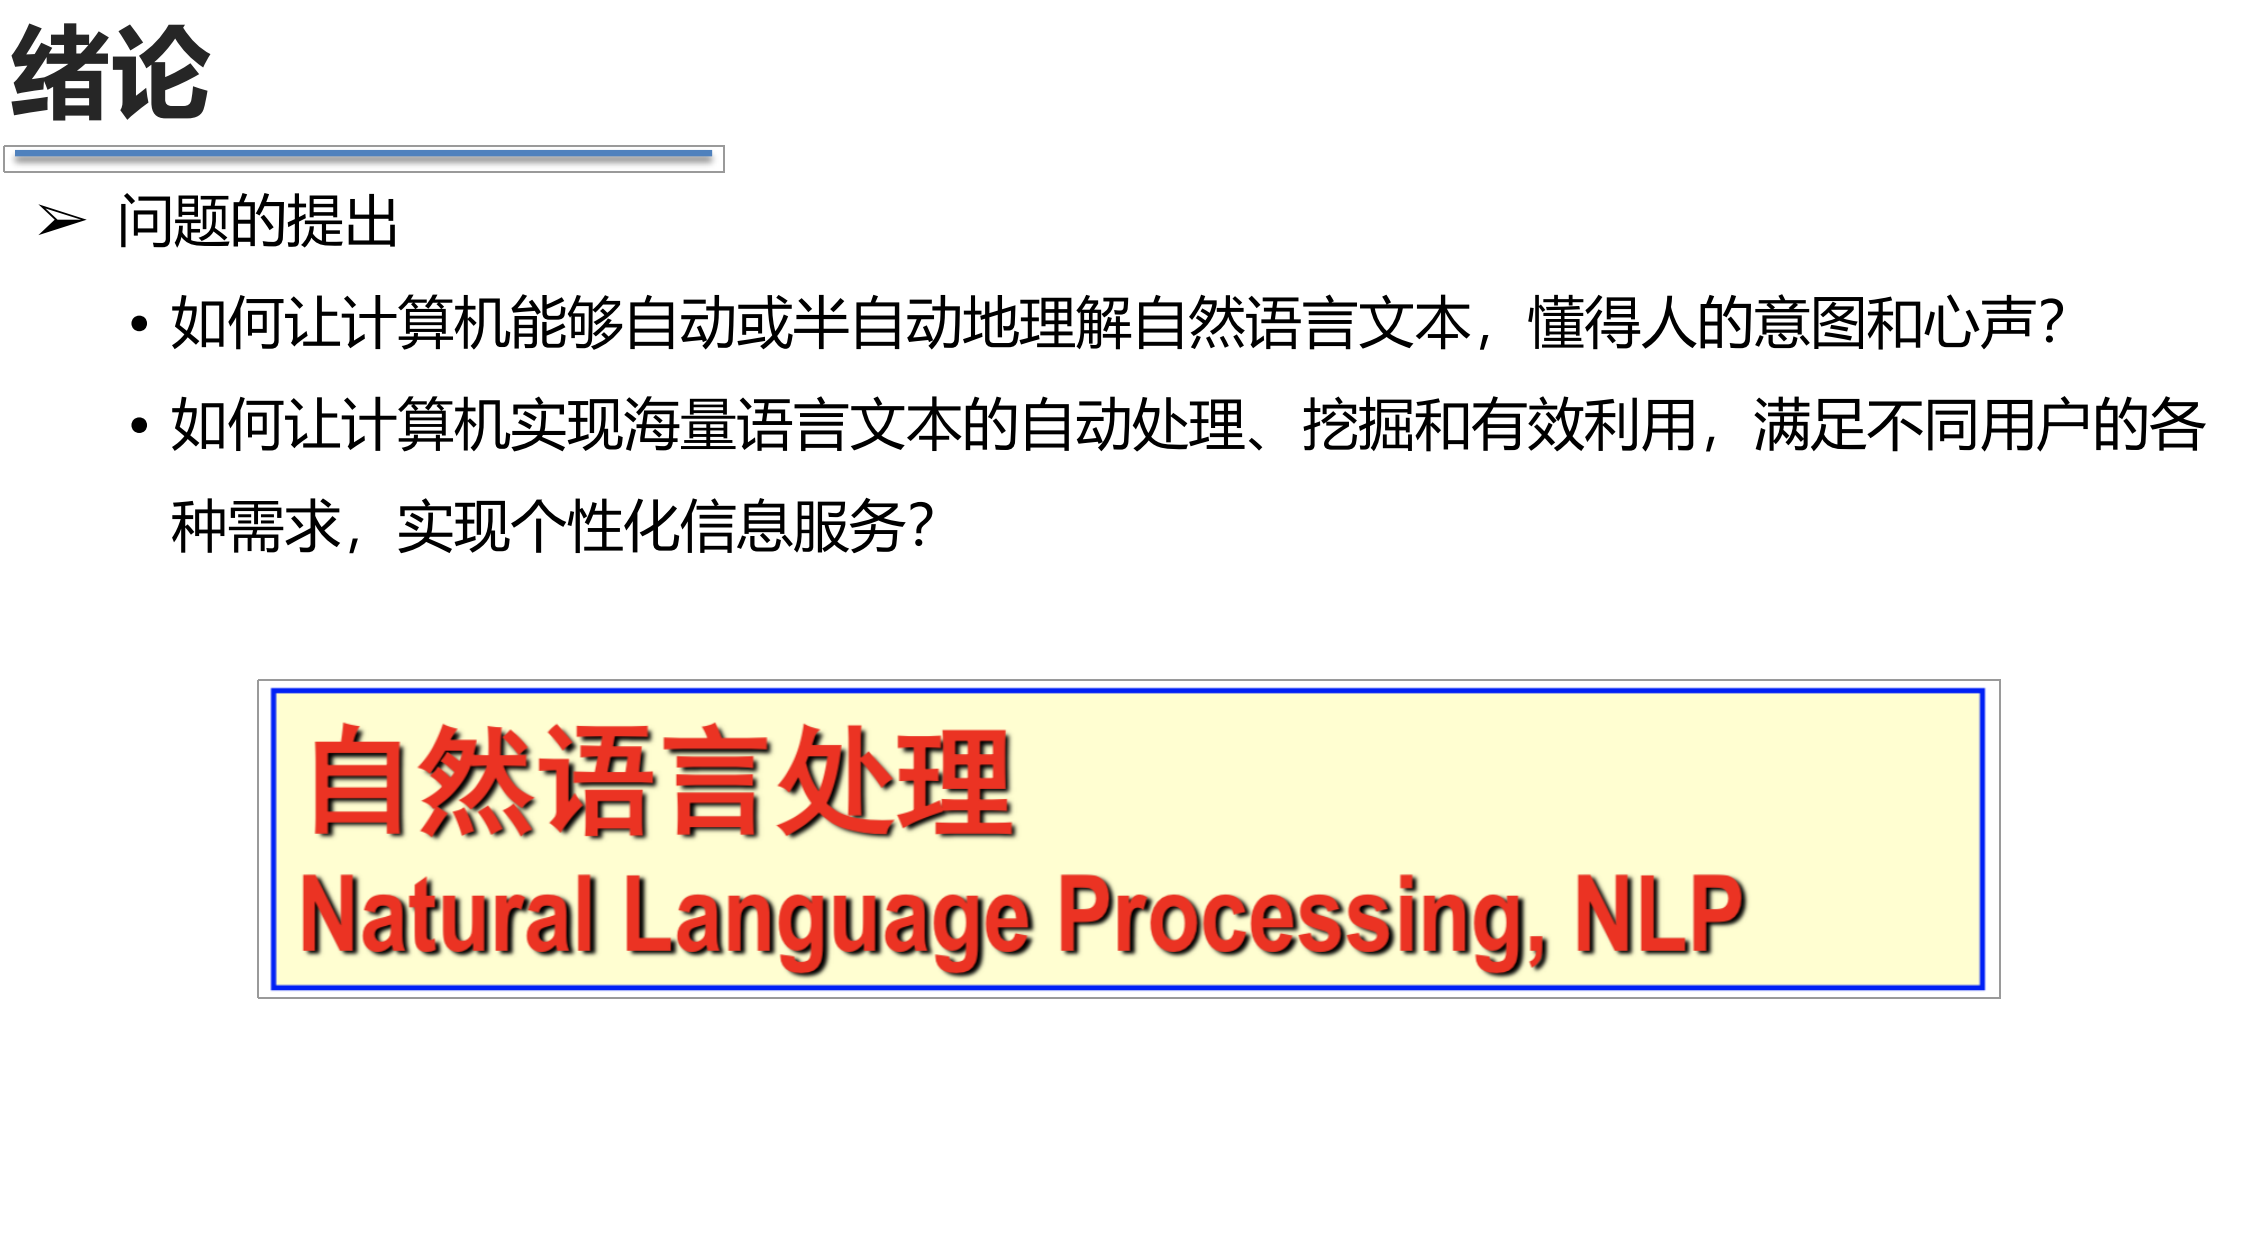 绪论
➢ 问题的提出
• 如何让计算机能够自动或半自动地理解自然语言文本，懂得人的意图和心声？
• 如何让计算机实现海量语言文本的自动处理、挖掘和有效利用，满足不同用户的各
种需求，实现个性化信息服务？
自然语言处理
Natural Language Processing, NLP